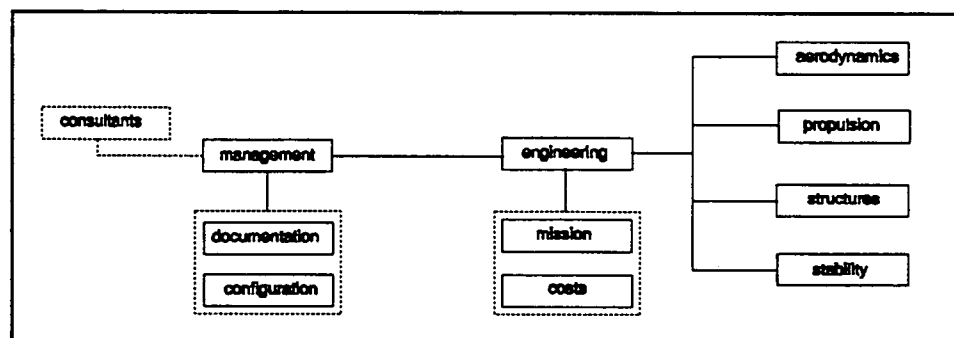 aerodynamics
consultants
propulsion
management
engineering
structures
documentation
mission
stability
configuration
costs